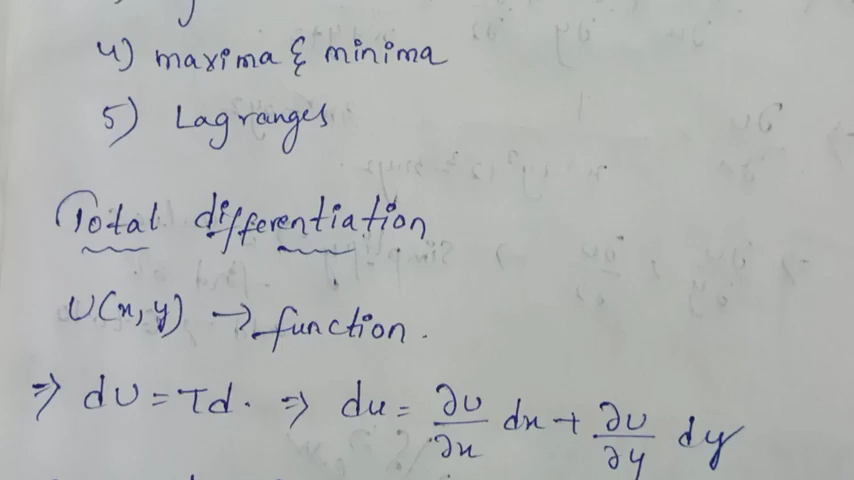 4) maxima & minima
5) Lagranges
Total differentiation
U(x,y) → function.
⇒ dU = Td. ⇒ du = ∂U/∂x dx + ∂U/∂y dy